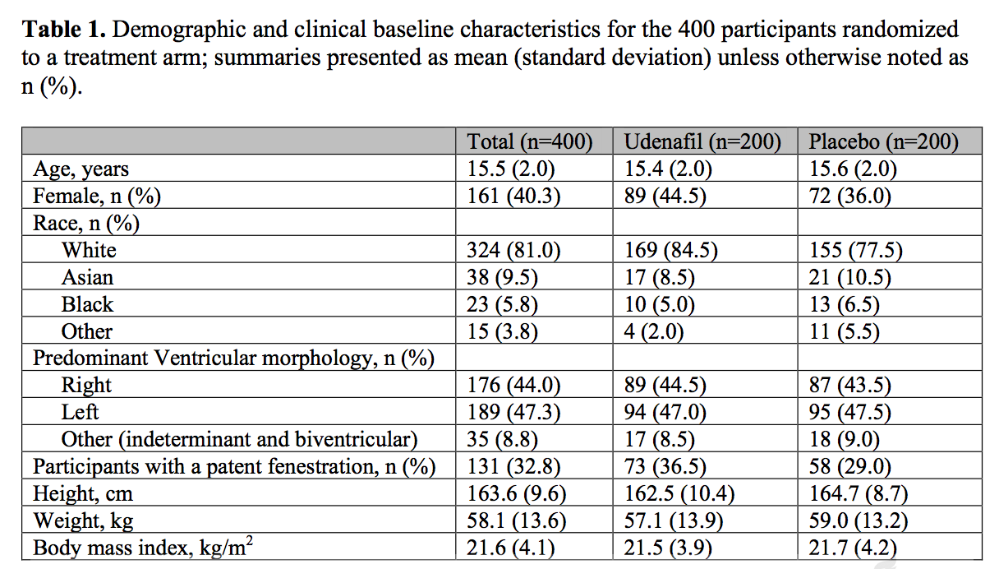 Table 1. Demographic and clinical baseline characteristics for the 400 participants randomized
to a treatment arm; summaries presented as mean (standard deviation) unless otherwise noted as
n (%).
Total (n=400) Udenafil (n=200) Placebo (n=200)
Age, years 15.5 (2.0) 15.4 (2.0) 15.6 (2.0)
Female, n (%) 161 (40.3) 89 (44.5) 72 (36.0)
Race, n (%)
White 324 (81.0) 169 (84.5) 155 (77.5)
Asian 38 (9.5) 17 (8.5) 21 (10.5)
Black 23 (5.8) 10 (5.0) 13 (6.5)
Other 15 (3.8) 4 (2.0) 11 (5.5)
Predominant Ventricular morphology, n (%)
Right 176 (44.0) 89 (44.5) 87 (43.5)
Left 189 (47.3) 94 (47.0) 95 (47.5)
Other (indeterminant and biventricular) 35 (8.8) 17 (8.5) 18 (9.0)
Participants with a patent fenestration, n (%) 131 (32.8) 73 (36.5) 58 (29.0)
Height, cm 163.6 (9.6) 162.5 (10.4) 164.7 (8.7)
Weight, kg 58.1 (13.6) 57.1 (13.9) 59.0 (13.2)
Body mass index, kg/m² 21.6 (4.1) 21.5 (3.9) 21.7 (4.2)